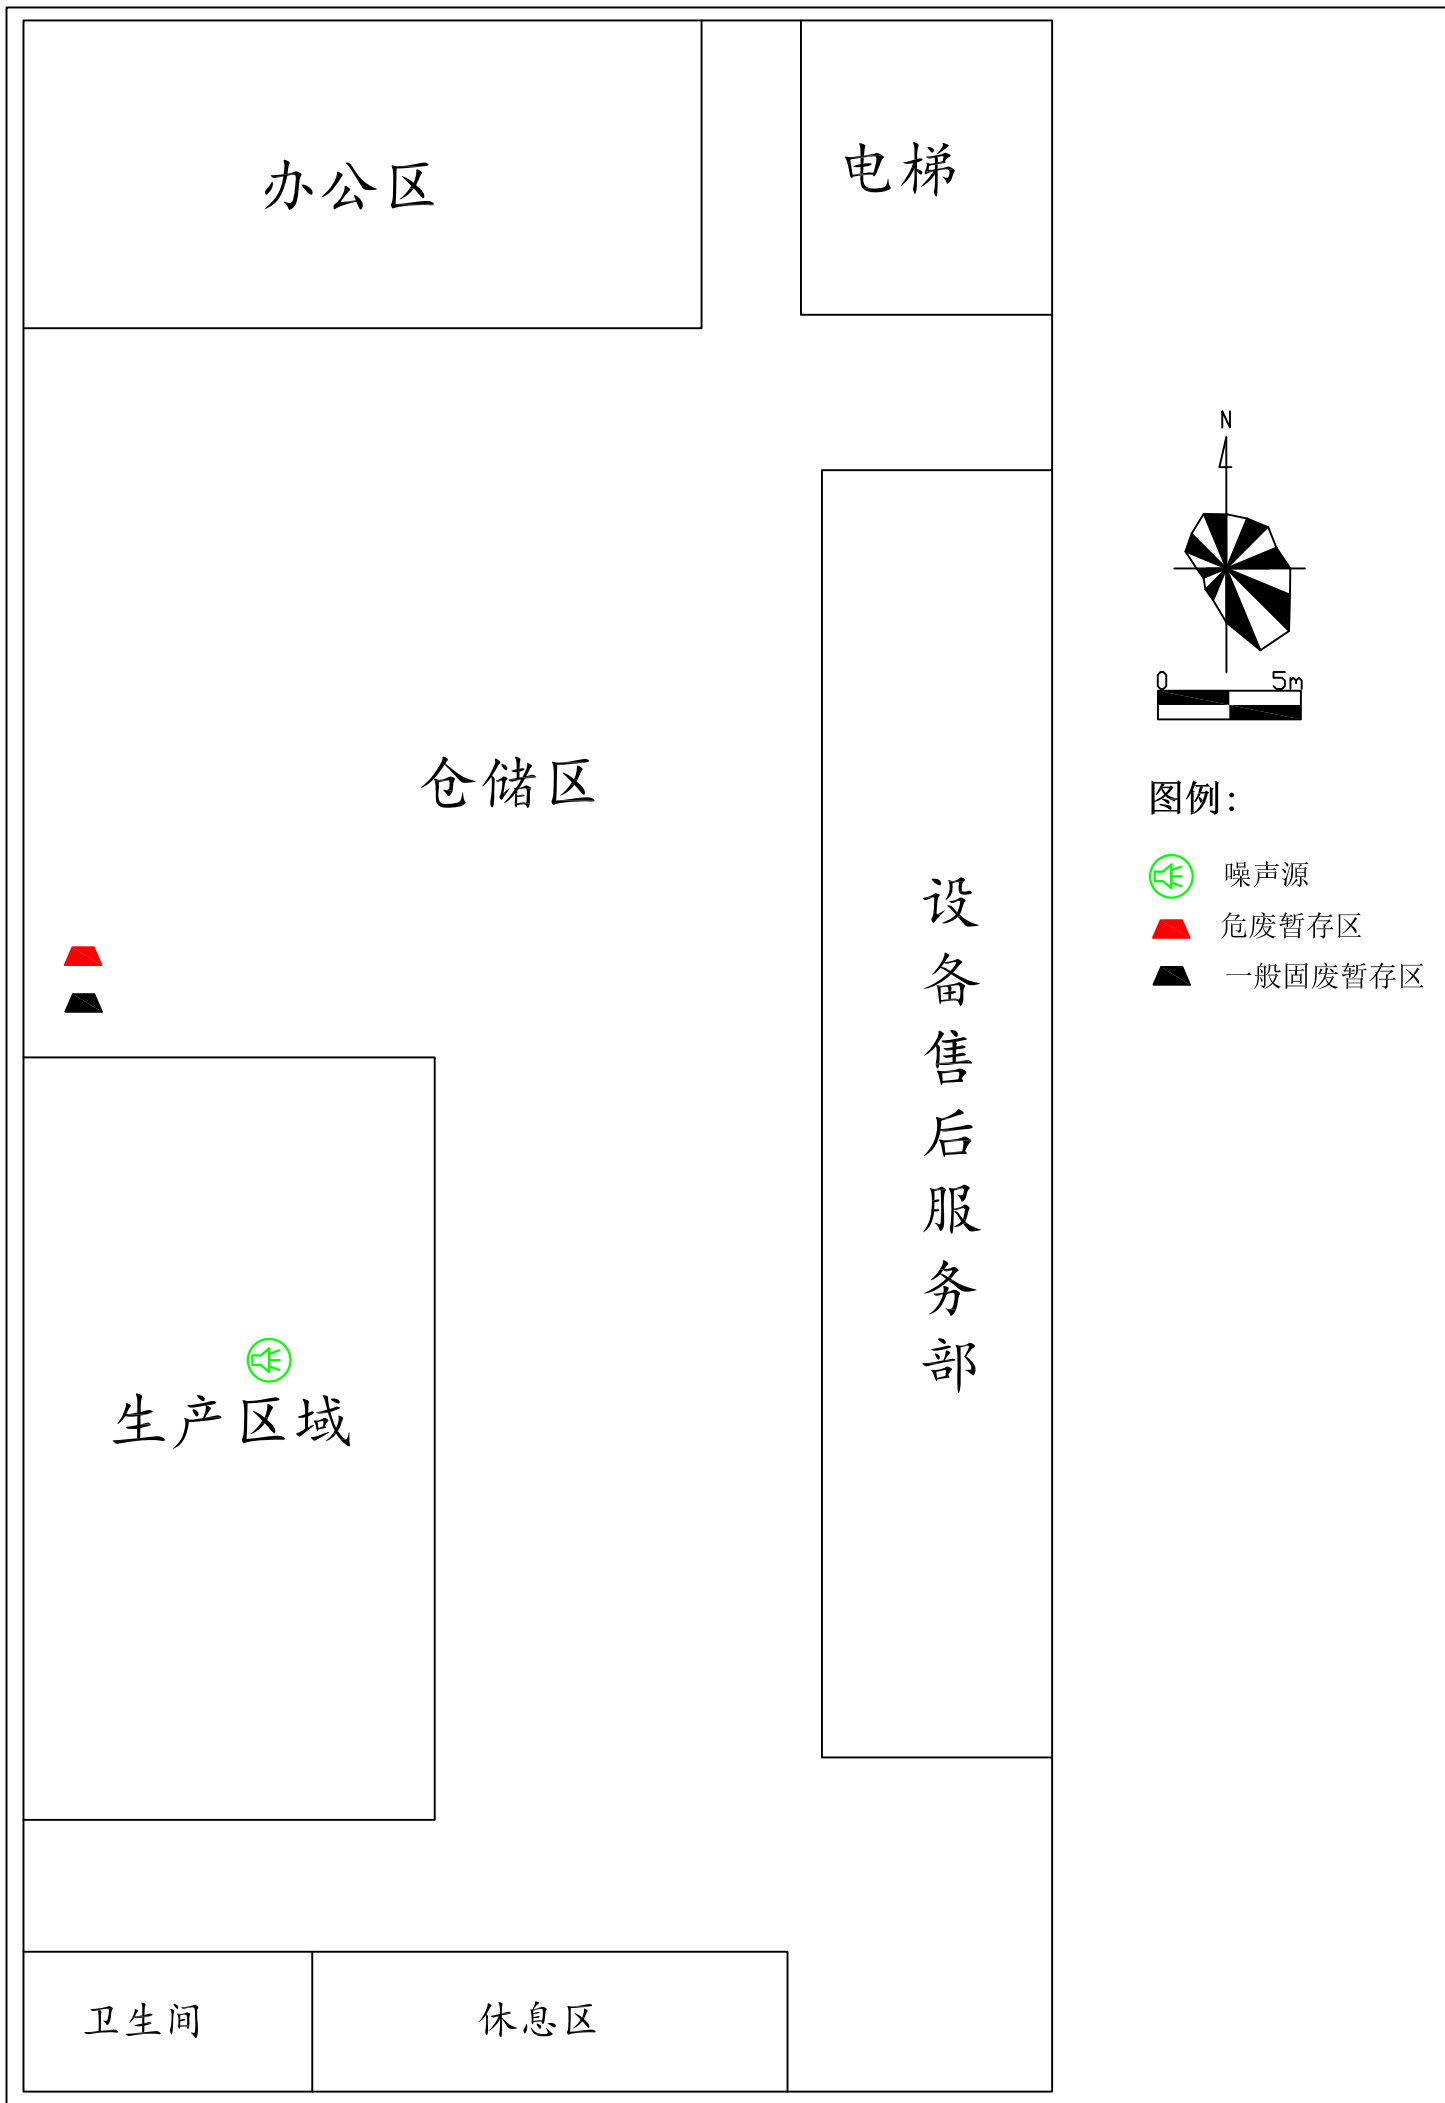 办公区
电梯
N
0 5m
仓储区
图例：
噪声源
危废暂存区
一般固废暂存区
设备售后服务部
生产区域
卫生间
休息区